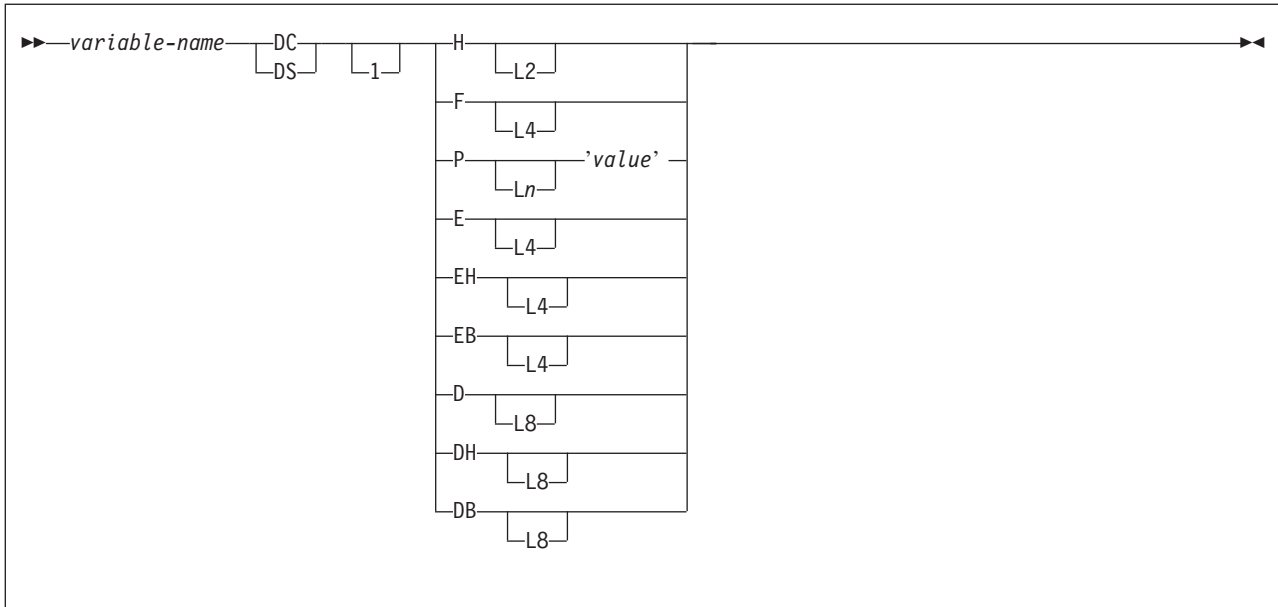 variable-name DC 1 H
DS L2
F
L4
P 'value'
Ln
E
L4
EH
L4
EB
L4
D
L8
DH
L8
DB
L8